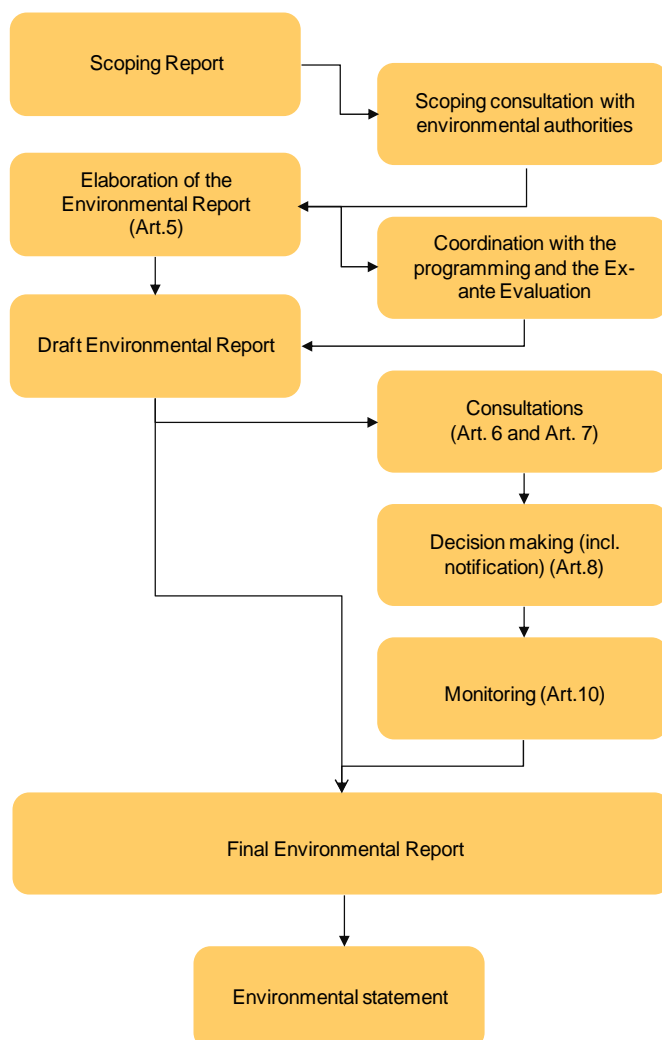 Scoping Report
Scoping consultation with
environmental authorities
Elaboration of the
Environmental Report
(Art.5)
Coordination with the
programming and the Ex-
ante Evaluation
Draft Environmental Report
Consultations
(Art. 6 and Art. 7)
Decision making (incl.
notification) (Art.8)
Monitoring (Art.10)
Final Environmental Report
Environmental statement